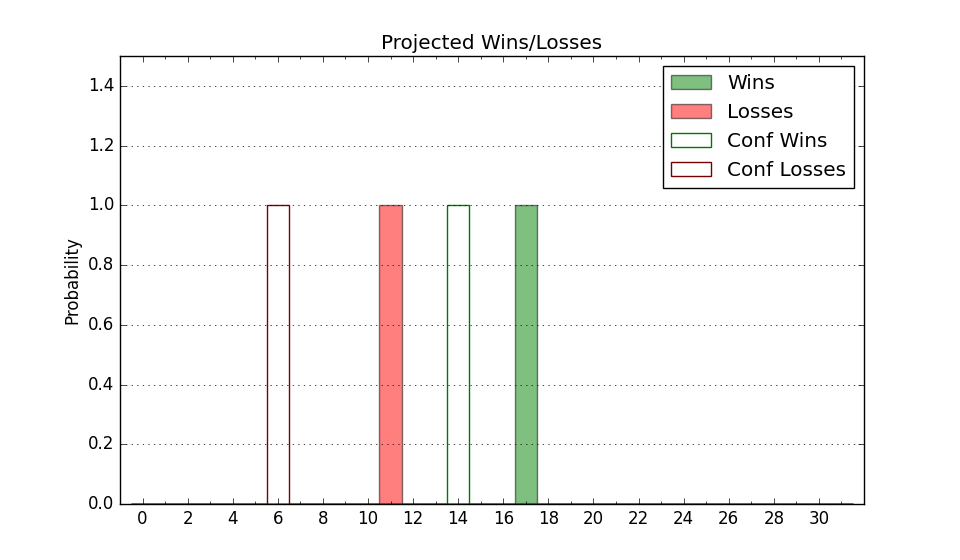 Projected Wins/Losses
Wins
Losses
Conf Wins
Conf Losses
Probability
1.4
1.2
1.0
0.8
0.6
0.4
0.2
0.0
0 2 4 6 8 10 12 14 16 18 20 22 24 26 28 30